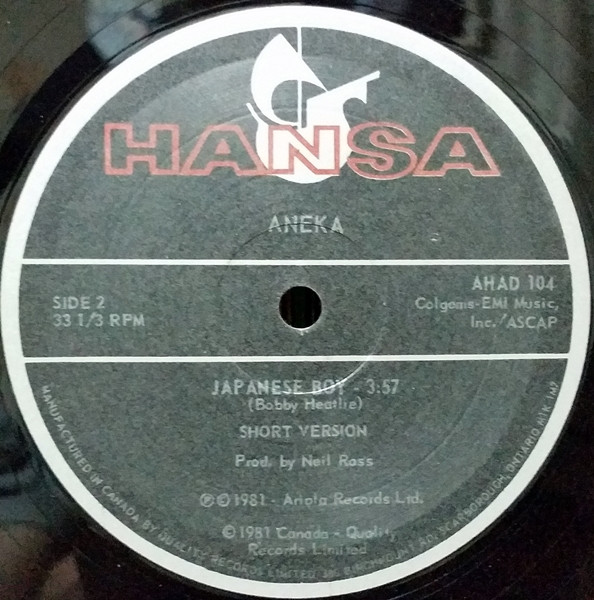 HANSA
ANEKA
SIDE 2
33 1/3 RPM
AHAD 104
Colgems-EMI Music,
Inc./ASCAP
JAPANESE BOY - 3:57
(Bobby Heatlie)
SHORT VERSION
Prod. by Neil Ross
℗©1981 - Ariola Records Ltd.
©1981 Canada - Quality
Records Limited
MANUFACTURED IN CANADA BY QUALITY RECORDS LIMITED, BIRCHMOUNT RD., SCARBOROUGH, ONTARIO